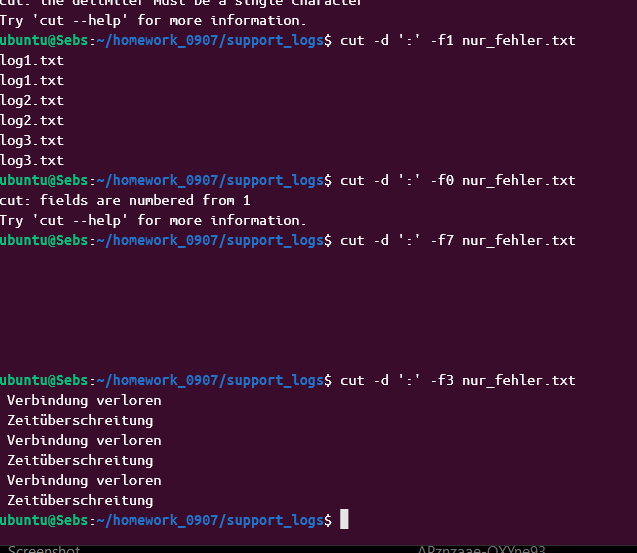 cut: the delimiter must be a single character
Try 'cut --help' for more information.
ubuntu@Sebs:~/homework_0907/support_logs$ cut -d ':' -f1 nur_fehler.txt
log1.txt
log1.txt
log2.txt
log2.txt
log3.txt
log3.txt
ubuntu@Sebs:~/homework_0907/support_logs$ cut -d ':' -f0 nur_fehler.txt
cut: fields are numbered from 1
Try 'cut --help' for more information.
ubuntu@Sebs:~/homework_0907/support_logs$ cut -d ':' -f7 nur_fehler.txt
ubuntu@Sebs:~/homework_0907/support_logs$ cut -d ':' -f3 nur_fehler.txt
Verbindung verloren
Zeitüberschreitung
Verbindung verloren
Zeitüberschreitung
Verbindung verloren
Zeitüberschreitung
ubuntu@Sebs:~/homework_0907/support_logs$
Screenshot